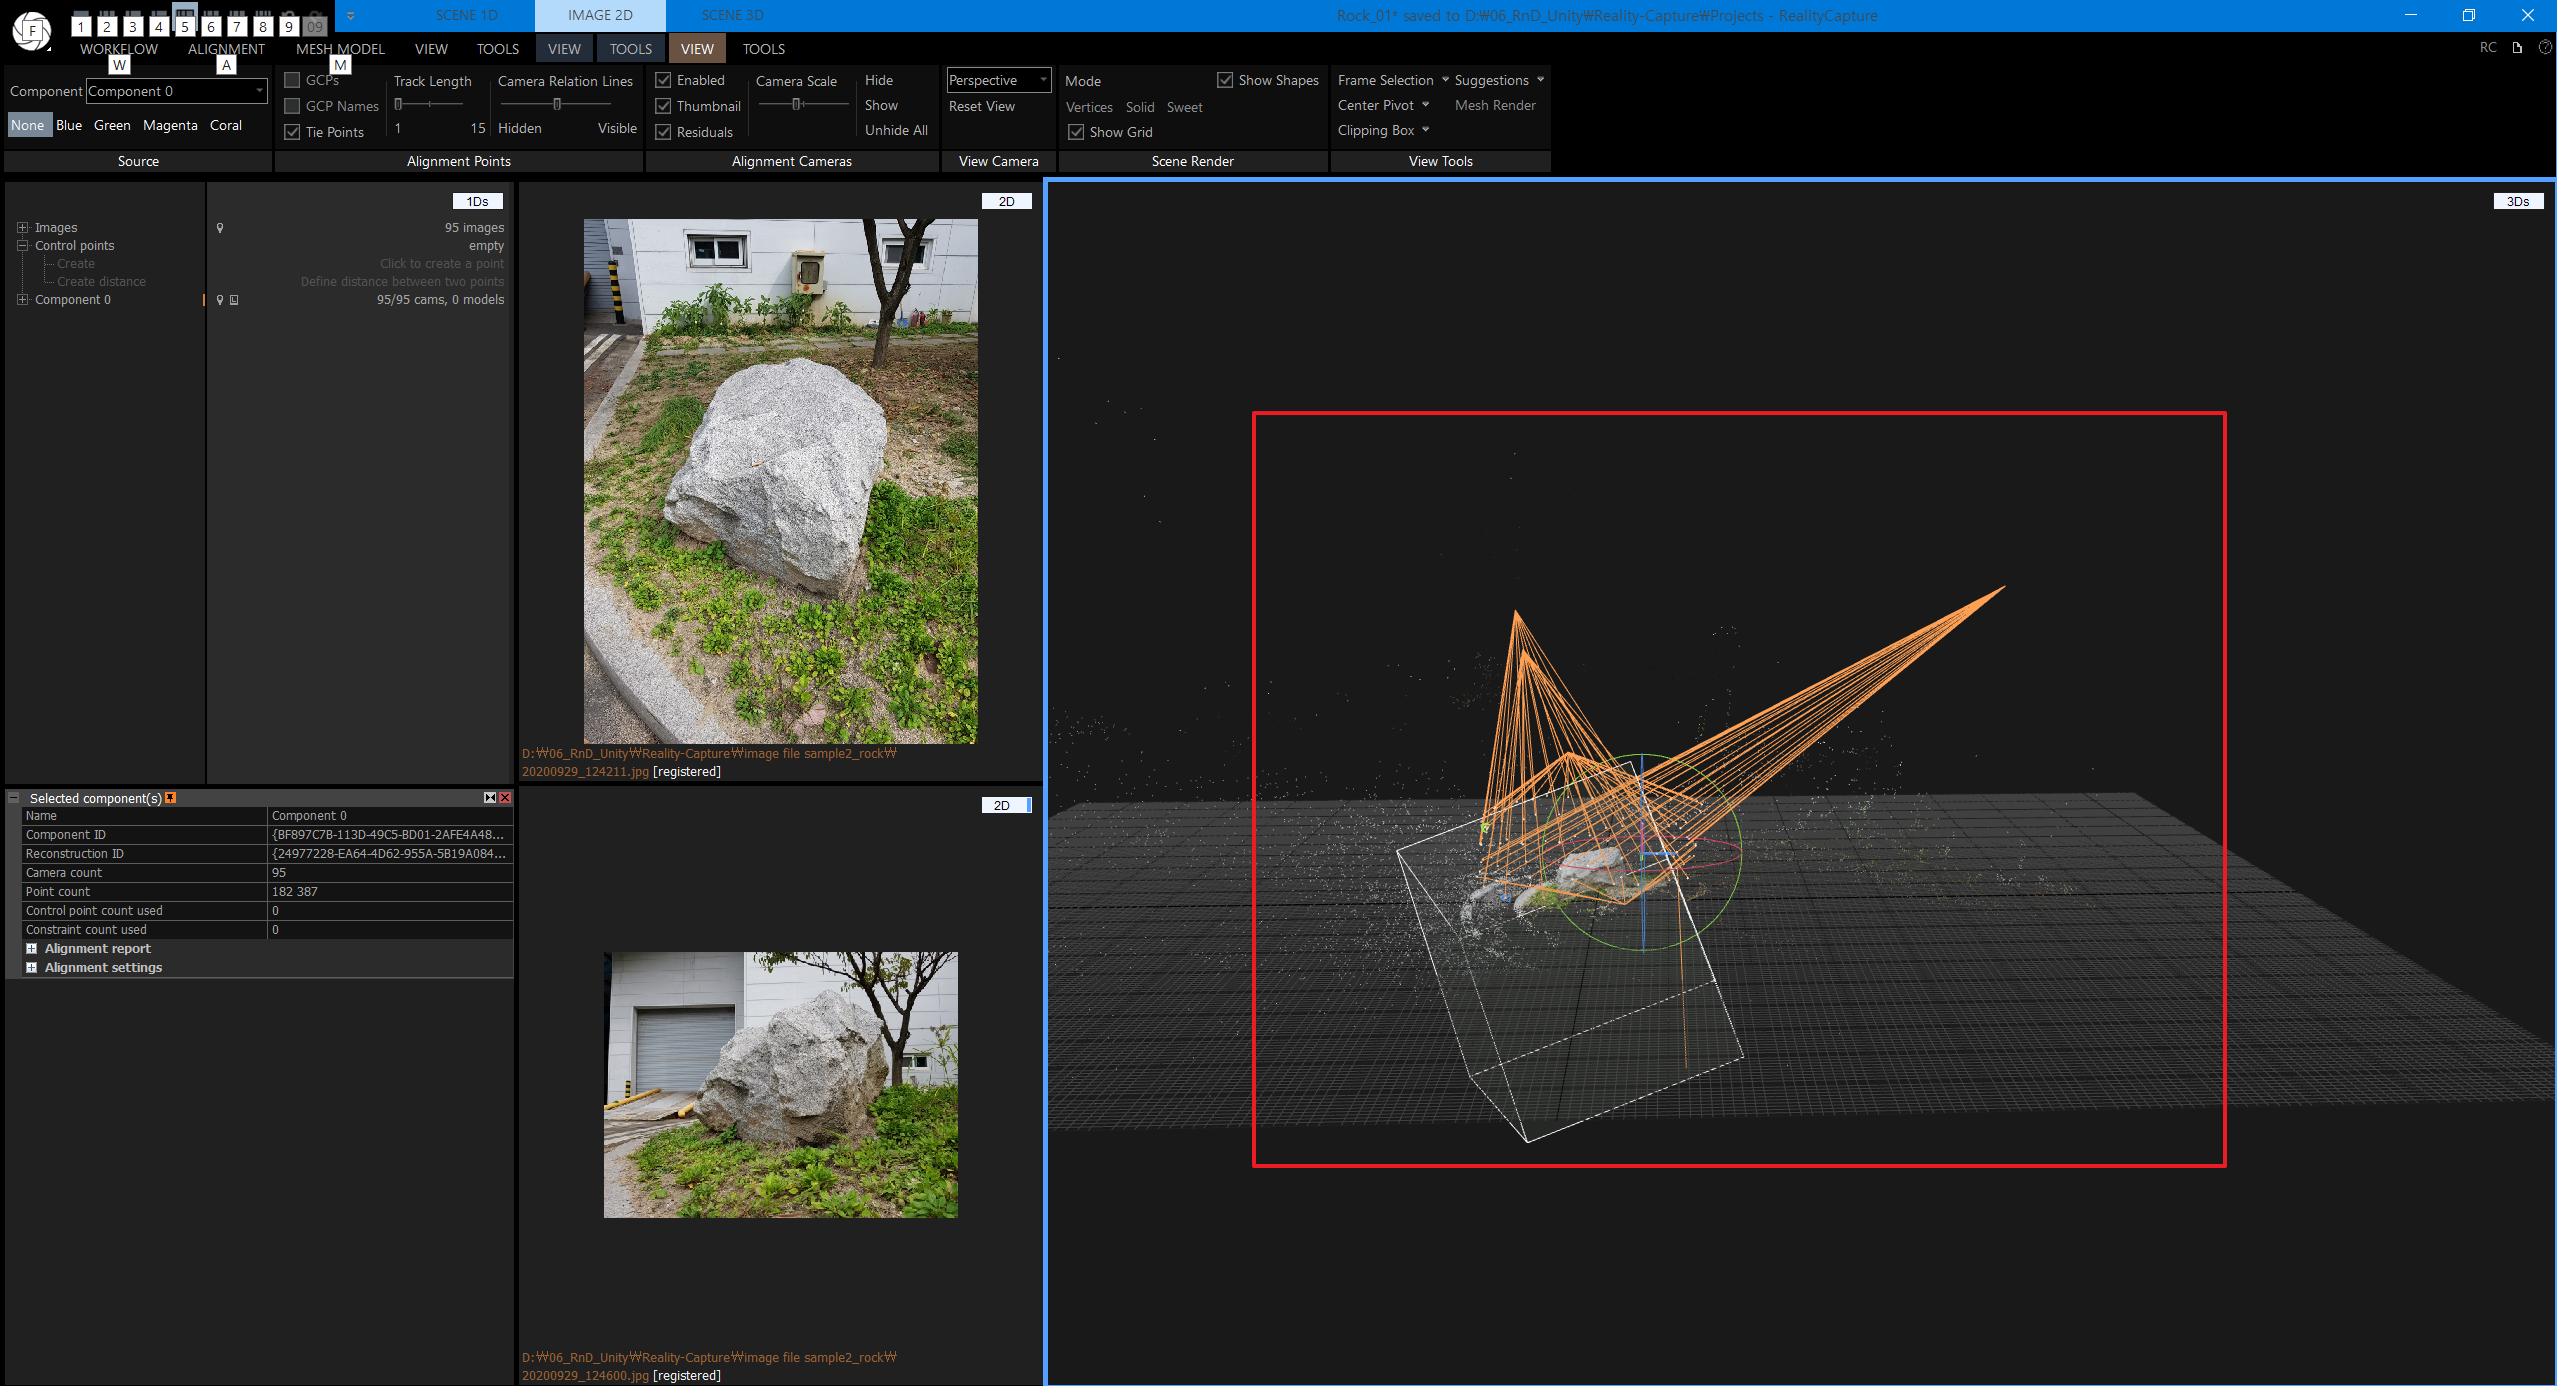 SCENE 1D IMAGE 2D SCENE 3D Rock_01* saved to D:₩06_RnD_Unity₩Reality-Capture₩Projects - RealityCapture
F 1 2 3 4 5 6 7 8 9 09
WORKFLOW ALIGNMENT MESH MODEL VIEW TOOLS VIEW TOOLS VIEW TOOLS RC
W A M
Component Component 0
None Blue Green Magenta Coral
Source
GCPs
GCP Names
Tie Points
Track Length
1 15
Camera Relation Lines
Hidden Visible
Alignment Points
Enabled
Thumbnail
Residuals
Camera Scale
Hide
Show
Unhide All
Alignment Cameras
Perspective
Reset View
View Camera
Mode Show Shapes
Vertices Solid Sweet
Show Grid
Scene Render
Frame Selection Suggestions
Center Pivot Mesh Render
Clipping Box
View Tools
1Ds
Images 95 images
Control points empty
Create Click to create a point
Create distance Define distance between two points
Component 0 95/95 cams, 0 models
Selected component(s)
Name Component 0
Component ID {BF897C7B-113D-49C5-BD01-2AFE4A48...
Reconstruction ID {24977228-EA64-4D62-955A-5B19A084...
Camera count 95
Point count 182 387
Control point count used 0
Constraint count used 0
Alignment report
Alignment settings
2D
D:₩06_RnD_Unity₩Reality-Capture₩image file sample2_rock₩
20200929_124211.jpg [registered]
2D
D:₩06_RnD_Unity₩Reality-Capture₩image file sample2_rock₩
20200929_124600.jpg [registered]
3Ds